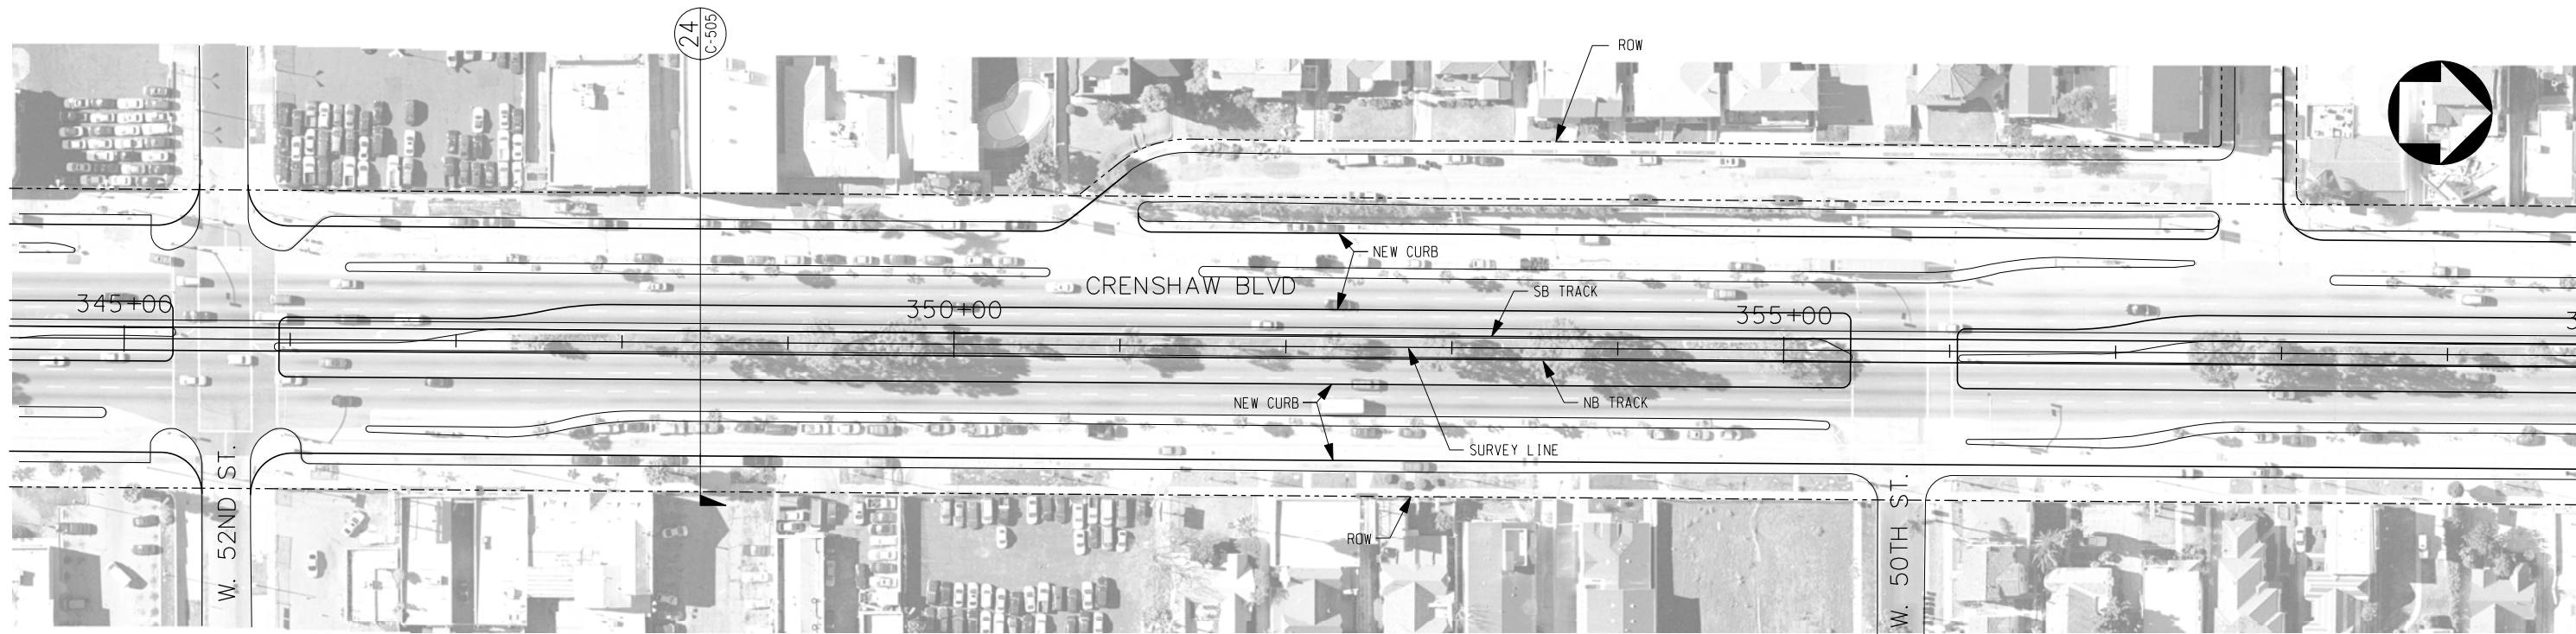 24
C-505
ROW
NEW CURB
CRENSHAW BLVD
SB TRACK
345+00
350+00
355+00
3
NEW CURB
NB TRACK
SURVEY LINE
ROW
W. 52ND ST.
W. 50TH ST.